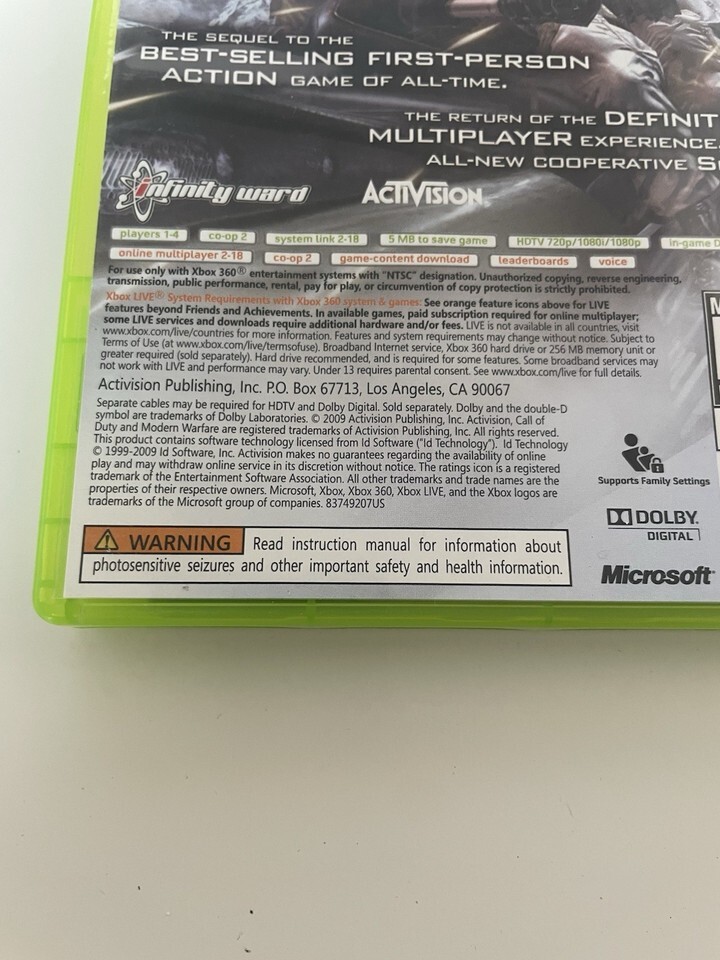 THE SEQUEL TO THE
BEST-SELLING FIRST-PERSON
ACTION GAME OF ALL-TIME.
THE RETURN OF THE DEFINIT
MULTIPLAYER EXPERIENCE.
ALL-NEW COOPERATIVE S
infinity ward
ACTIVISION
players 1-4 co-op 2 system link 2-18 5 MB to save game HDTV 720p/1080i/1080p in-game D
online multiplayer 2-18 co-op 2 game-content download leaderboards voice
For use only with Xbox 360® entertainment systems with "NTSC" designation. Unauthorized copying, reverse engineering,
transmission, public performance, rental, pay for play, or circumvention of copy protection is strictly prohibited.
Xbox LIVE® System Requirements with Xbox 360 system & games: See orange feature icons above for LIVE
features beyond Friends and Achievements. In available games, paid subscription required for online multiplayer;
some LIVE services and downloads require additional hardware and/or fees. LIVE is not available in all countries, visit
www.xbox.com/live/countries for more information. Features and system requirements may change without notice. Subject to
Terms of Use (at www.xbox.com/live/termsofuse). Broadband Internet service, Xbox 360 hard drive or 256 MB memory unit or
greater required (sold separately). Hard drive recommended, and is required for some features. Some broadband services may
not work with LIVE and performance may vary. Under 13 requires parental consent. See www.xbox.com/live for full details.
Activision Publishing, Inc. P.O. Box 67713, Los Angeles, CA 90067
Separate cables may be required for HDTV and Dolby Digital. Sold separately. Dolby and the double-D
symbol are trademarks of Dolby Laboratories. © 2009 Activision Publishing, Inc. Activision, Call of
Duty and Modern Warfare are registered trademarks of Activision Publishing, Inc. All rights reserved.
This product contains software technology licensed from Id Software ("Id Technology"). Id Technology
© 1999-2009 Id Software, Inc. Activision makes no guarantees regarding the availability of online
play and may withdraw online service in its discretion without notice. The ratings icon is a registered
trademark of the Entertainment Software Association. All other trademarks and trade names are the
properties of their respective owners. Microsoft, Xbox, Xbox 360, Xbox LIVE, and the Xbox logos are
trademarks of the Microsoft group of companies. 83749207US
Supports Family Settings
DOLBY
DIGITAL
Microsoft
WARNING Read instruction manual for information about
photosensitive seizures and other important safety and health information.